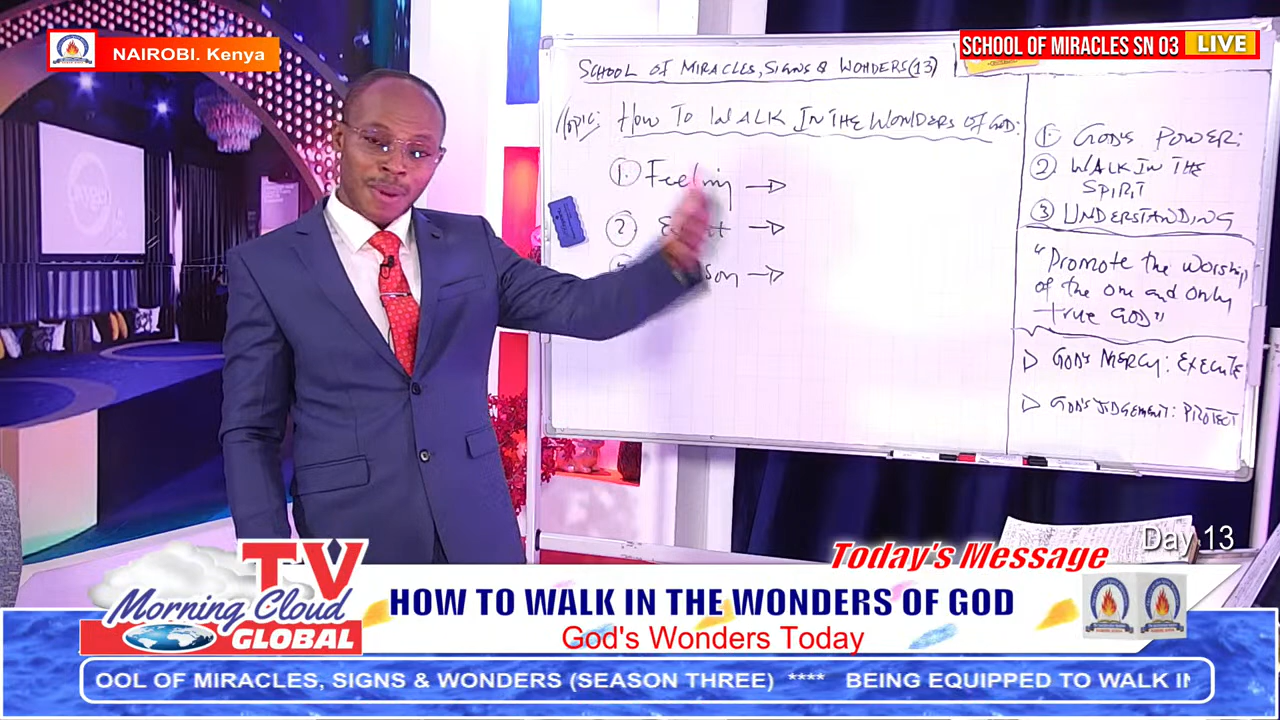 NAIROBI. Kenya
SCHOOL OF MIRACLES SN 03 LIVE
SCHOOL OF MIRACLES, SIGNS & WONDERS (13)
Topic: HOW TO WALK IN THE WONDERS OF GOD:
1. Feeling
2
1. GOD'S POWER:
2 WALK IN THE
SPIRIT
3 UNDERSTANDING
"Promote the worship
of the one and only
true GOD"
GOD'S MERCY: EXECUTE
GOD'S JUDGEMENT: PROTECT
Day 13
Today's Message
TV
Morning Cloud
GLOBAL
HOW TO WALK IN THE WONDERS OF GOD
God's Wonders Today
OOL OF MIRACLES, SIGNS & WONDERS (SEASON THREE) **** BEING EQUIPPED TO WALK IN